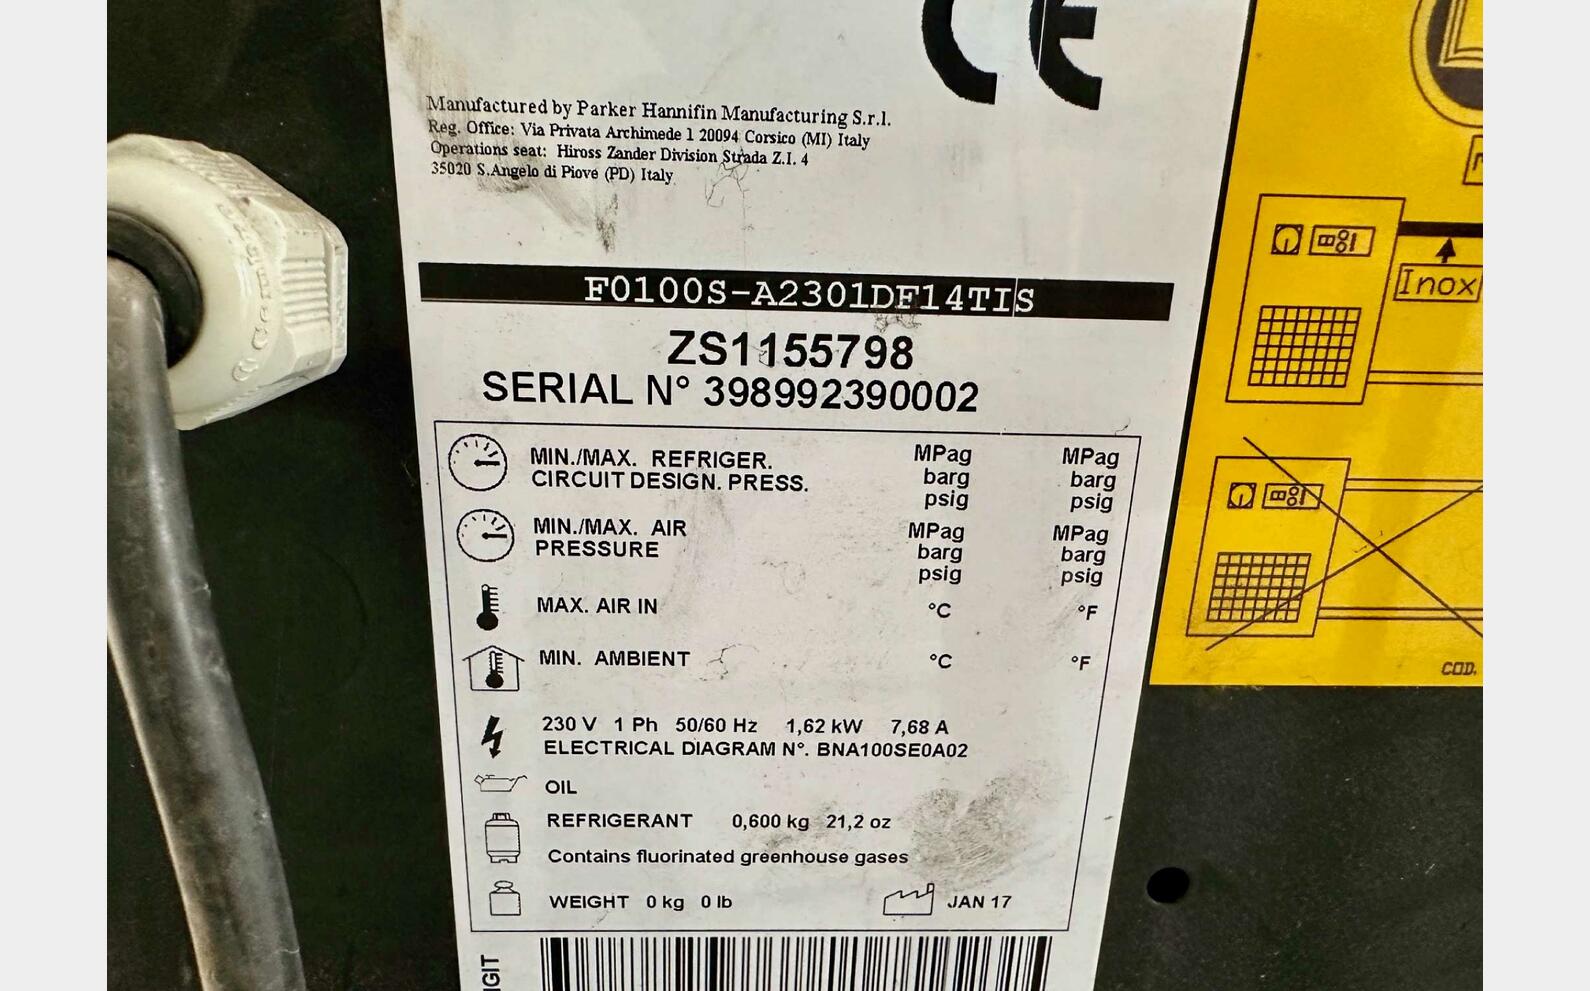 CE
Manufactured by Parker Hannifin Manufacturing S.r.l.
Reg. Office: Via Privata Archimede 1 20094 Corsico (MI) Italy
Operations seat: Hiross Zander Division Strada Z.I. 4
35020 S.Angelo di Piove (PD) Italy
F0100S-A2301DF14TIS
ZS1155798
SERIAL N° 398992390002
MIN./MAX. REFRIGER. MPag MPag
CIRCUIT DESIGN. PRESS. barg barg
psig psig
MIN./MAX. AIR MPag MPag
PRESSURE barg barg
psig psig
MAX. AIR IN °C °F
MIN. AMBIENT °C °F
230 V 1 Ph 50/60 Hz 1,62 kW 7,68 A
ELECTRICAL DIAGRAM N°. BNA100SE0A02
OIL
REFRIGERANT 0,600 kg 21,2 oz
Contains fluorinated greenhouse gases
WEIGHT 0 kg 0 lb JAN 17
Inox
COD.